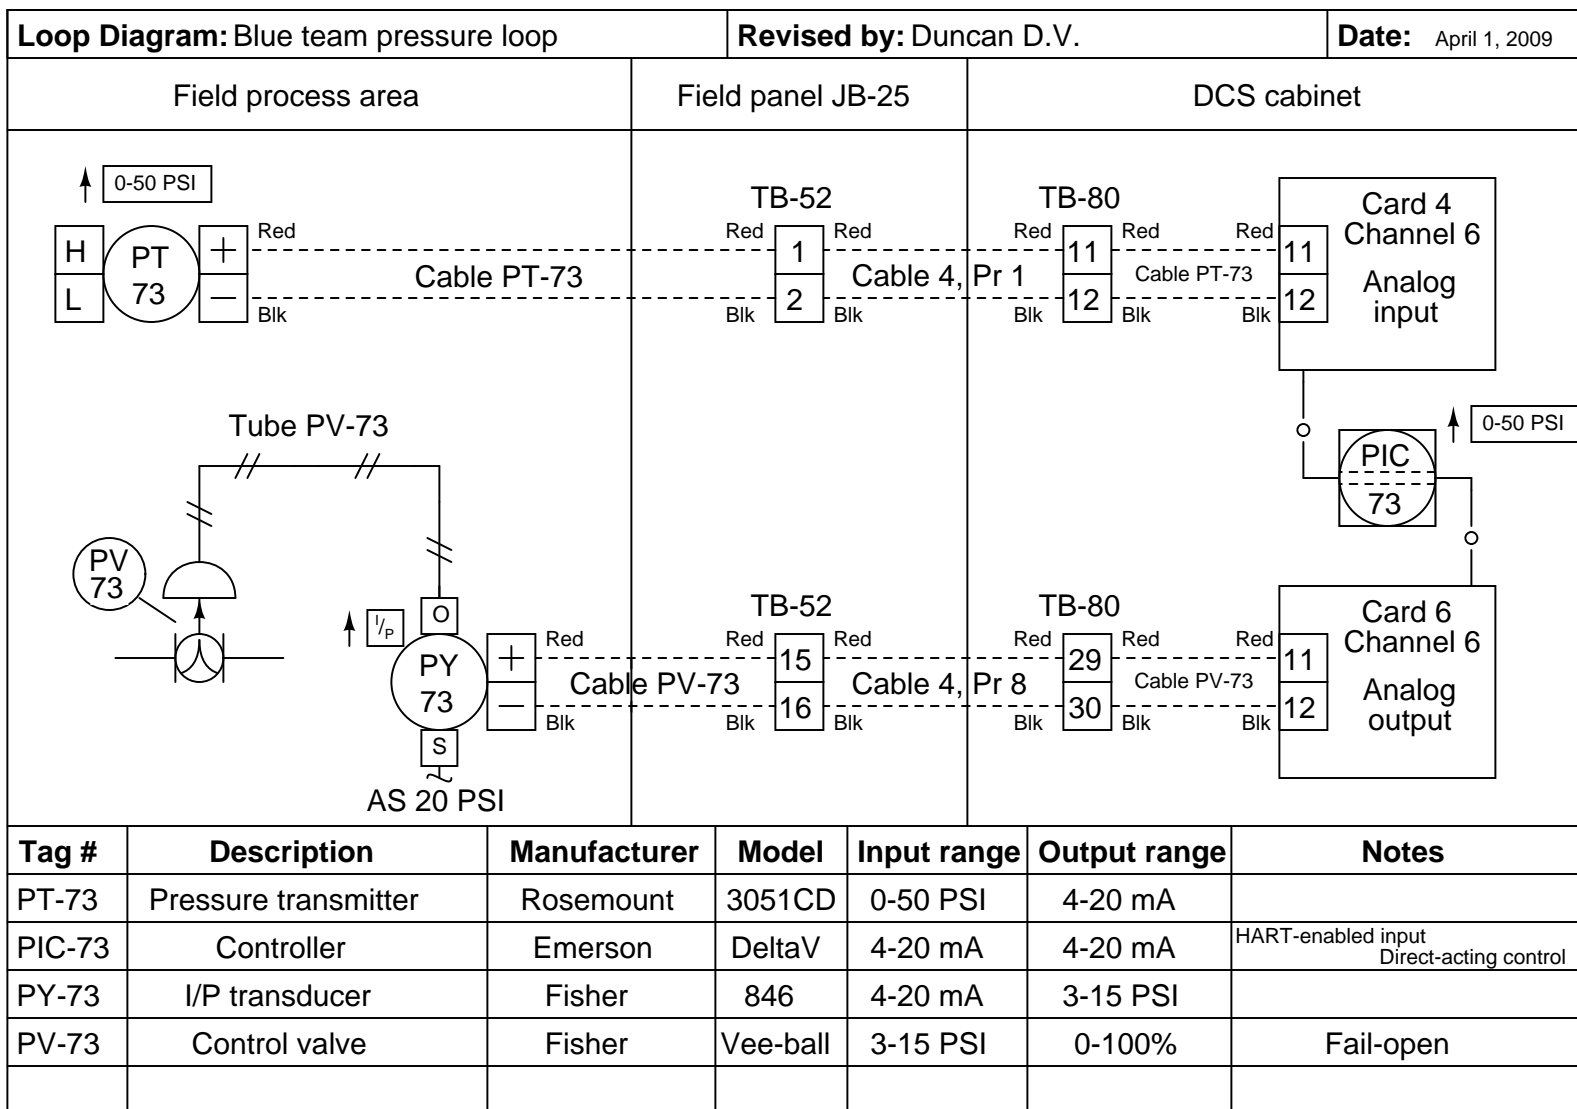 Loop Diagram: Blue team pressure loop Revised by: Duncan D.V. Date: April 1, 2009
Field process area Field panel JB-25 DCS cabinet
0-50 PSI
H
L
PT
73
+
—
Red
Blk
Cable PT-73
TB-52
Red
Blk
1
2
Red
Blk
Cable 4, Pr 1
TB-80
Red
Blk
11
12
Red
Blk
Cable PT-73
Red
Blk
11
12
Card 4
Channel 6
Analog
input
0-50 PSI
PIC
73
Tube PV-73
PV
73
I/P
O
PY
73
S
AS 20 PSI
+
—
Red
Blk
Cable PV-73
TB-52
Red
Blk
15
16
Red
Blk
Cable 4, Pr 8
TB-80
Red
Blk
29
30
Red
Blk
Cable PV-73
Red
Blk
11
12
Card 6
Channel 6
Analog
output
Tag # Description Manufacturer Model Input range Output range Notes
PT-73 Pressure transmitter Rosemount 3051CD 0-50 PSI 4-20 mA
PIC-73 Controller Emerson DeltaV 4-20 mA 4-20 mA HART-enabled input
Direct-acting control
PY-73 I/P transducer Fisher 846 4-20 mA 3-15 PSI
PV-73 Control valve Fisher Vee-ball 3-15 PSI 0-100% Fail-open